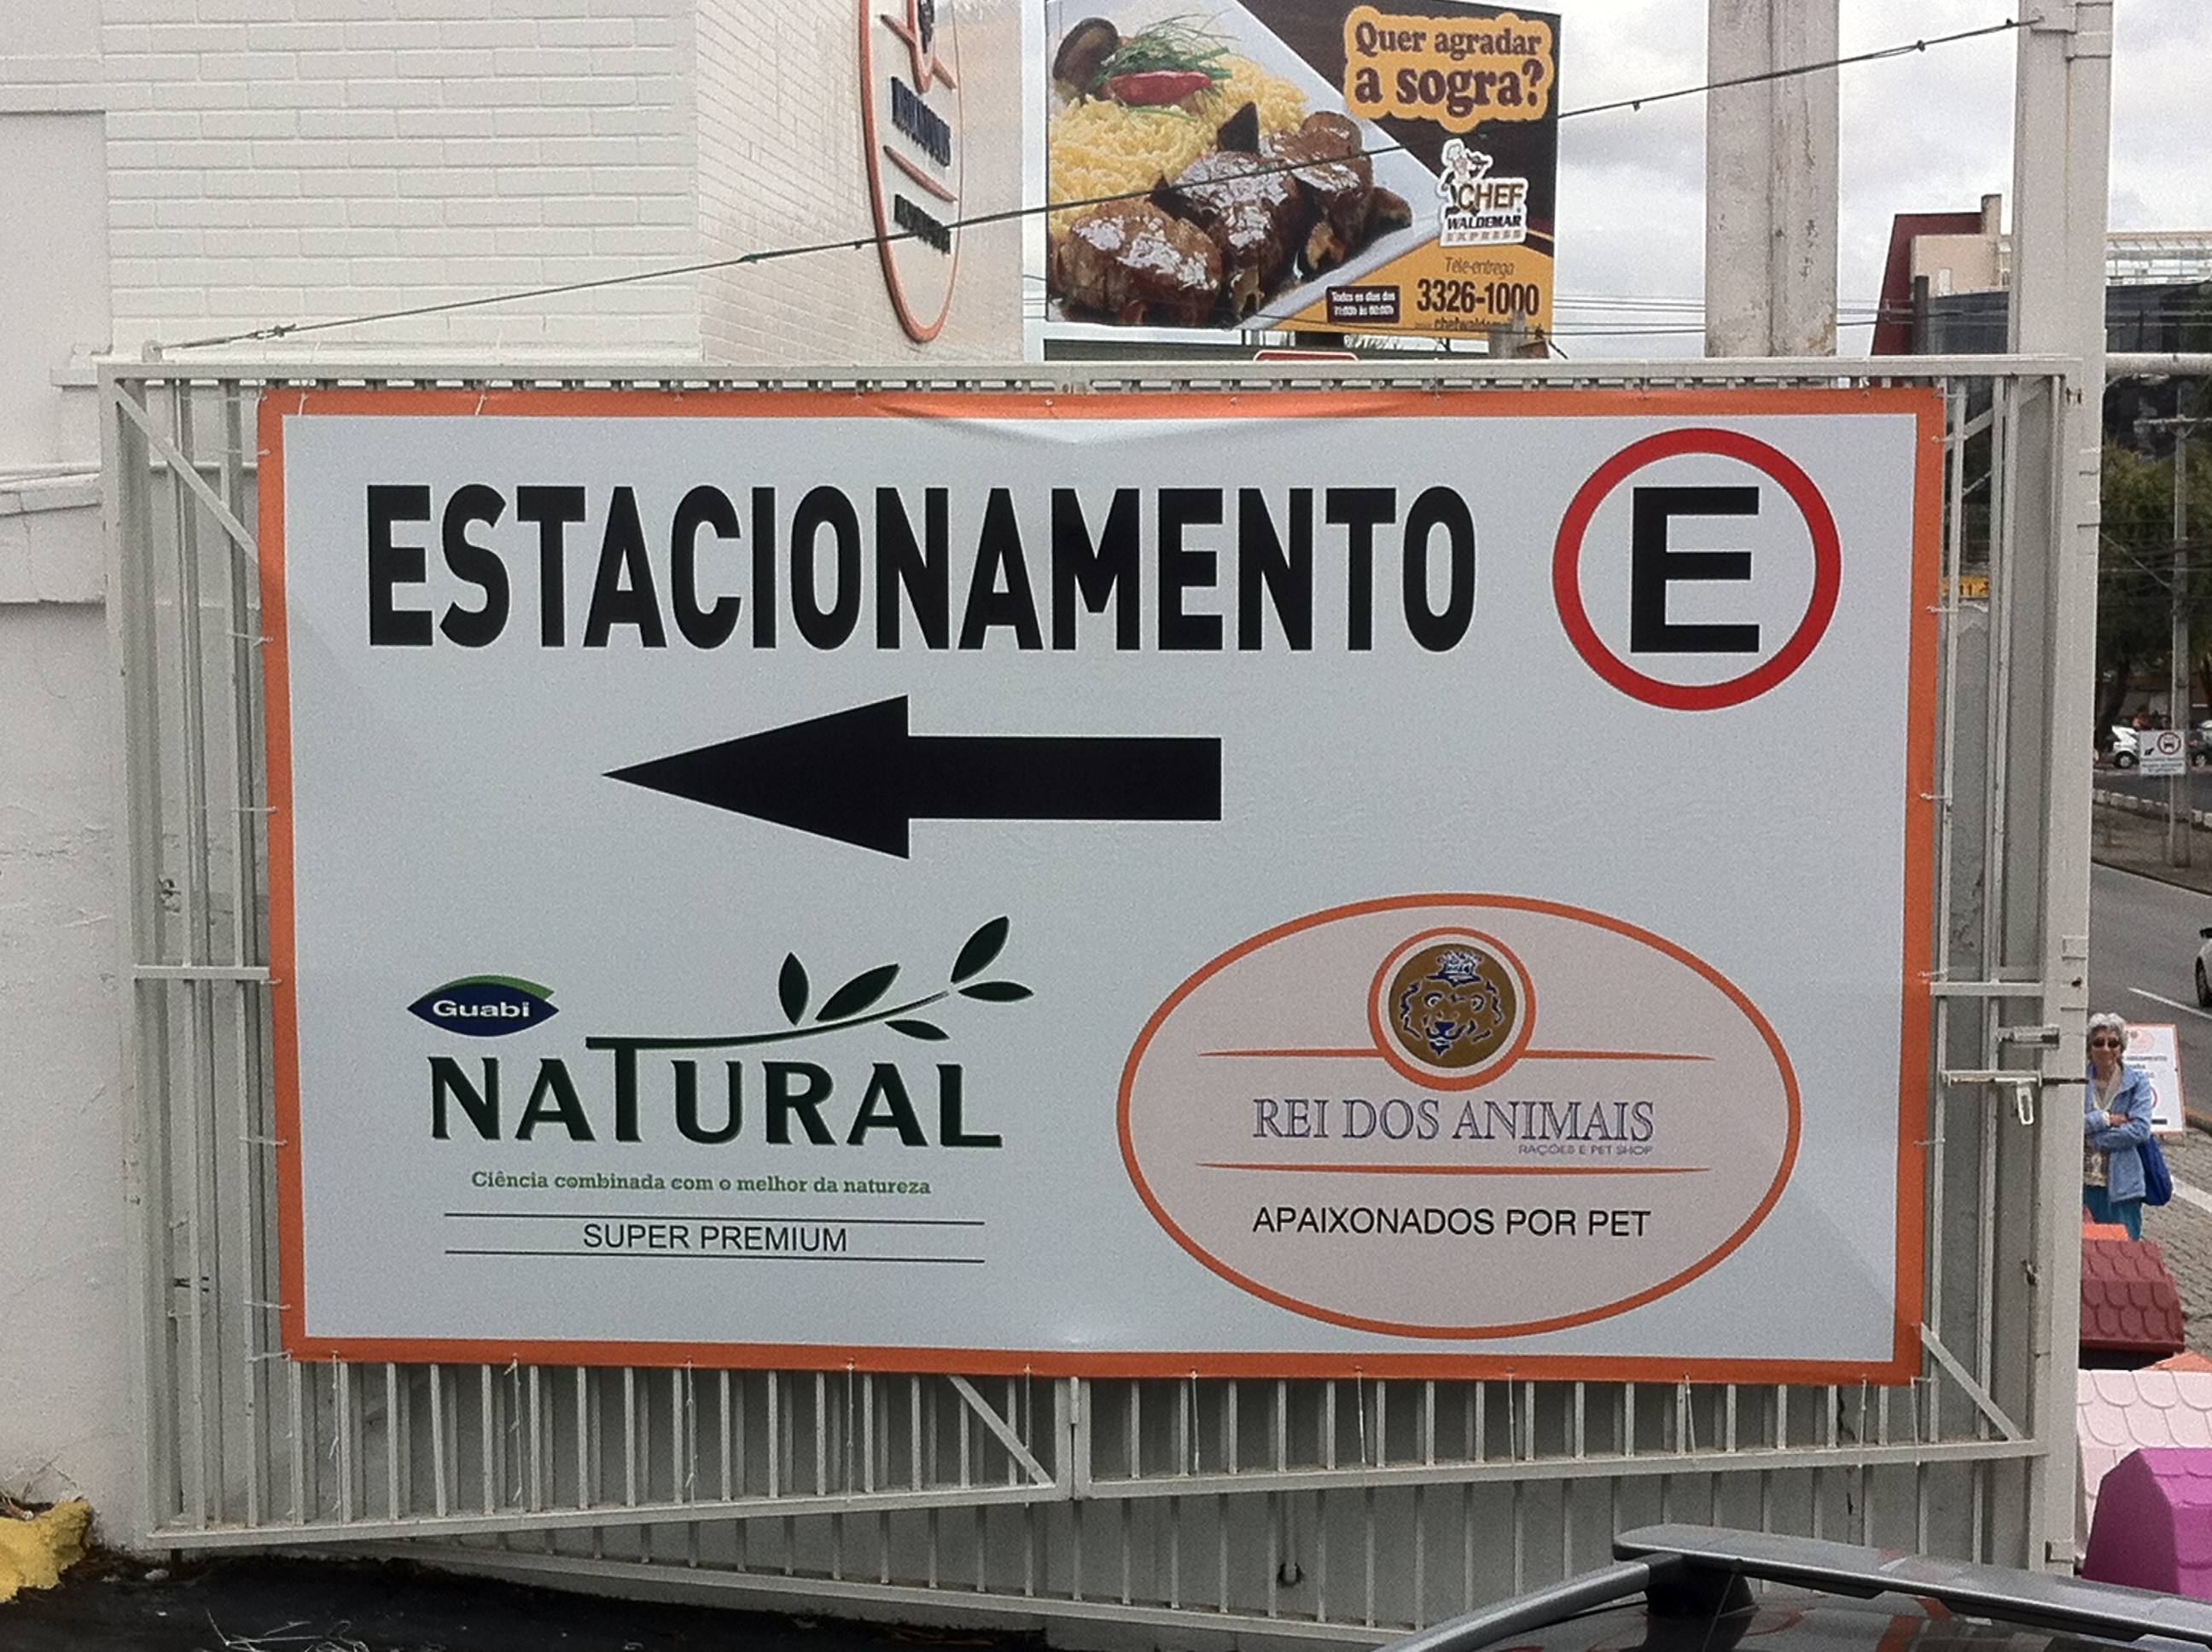 Quer agradar
a sogra?
CHEF
WALDEMAR
EXPRESS
Tele-entrega
3326-1000
ESTACIONAMENTO
E
Guabi
NATURAL
Ciência combinada com o melhor da natureza
SUPER PREMIUM
REI DOS ANIMAIS
RAÇÕES E PET SHOP
APAIXONADOS POR PET